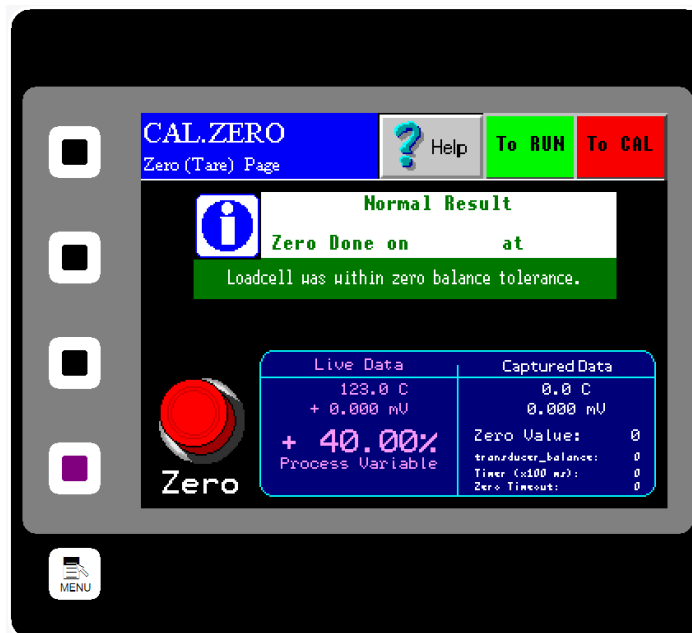 CAL.ZERO
Zero (Tare) Page
Help
To RUN
To CAL
Normal Result
Zero Done on at
Loadcell was within zero balance tolerance.
Live Data
123.0 C
+ 0.000 mV
+ 40.00%
Process Variable
Captured Data
0.0 C
0.000 mV
Zero Value: 0
transducer_balance: 0
Timer (x100 ms): 0
Zero Timeout: 0
Zero
MENU